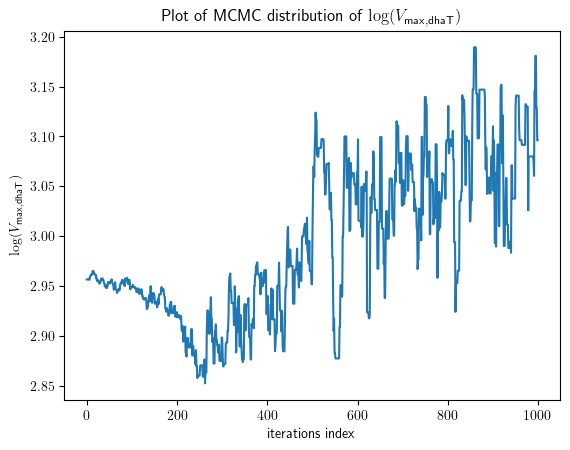 Plot of MCMC distribution of log(V_max,dhaT)
log(V_max,dhaT)
3.20
3.15
3.10
3.05
3.00
2.95
2.90
2.85
0 200 400 600 800 1000
iterations index